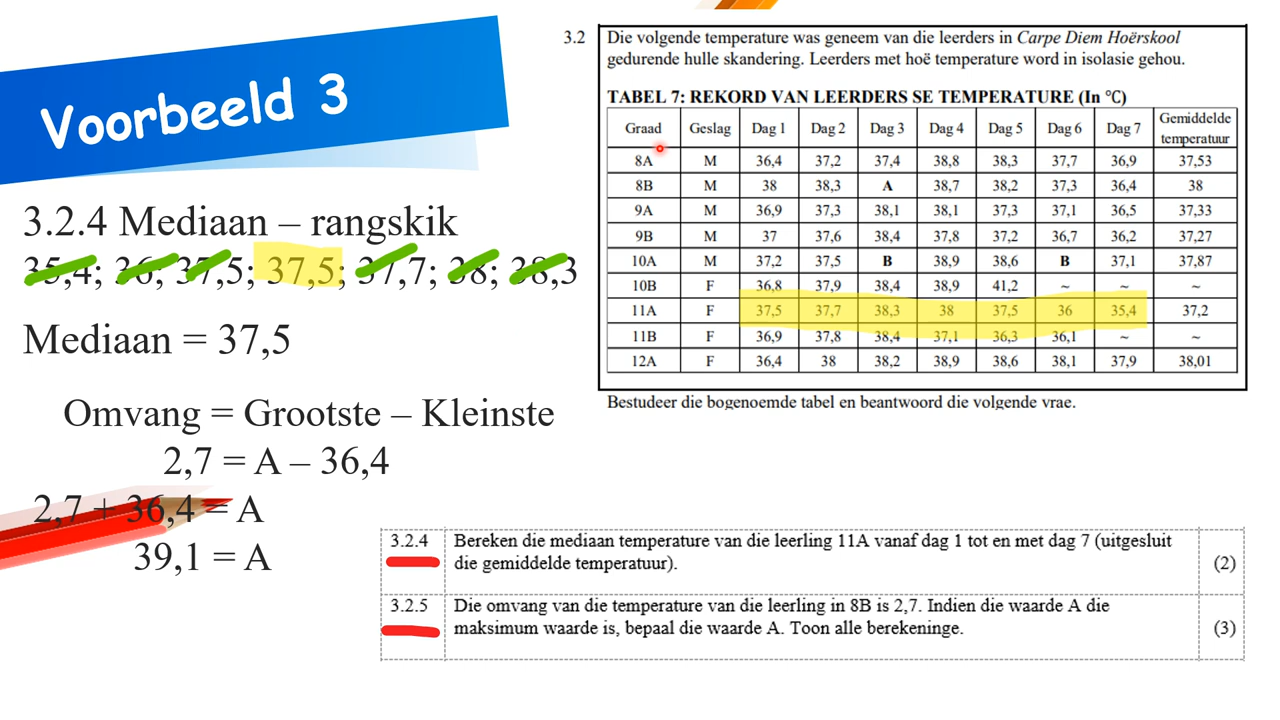 Voorbeeld 3
3.2.4 Mediaan – rangskik
35,4; 36; 37,5; 37,5; 37,7; 38; 38,3
Mediaan = 37,5
Omvang = Grootste – Kleinste
2,7 = A – 36,4
2,7 + 36,4 = A
39,1 = A
3.2 Die volgende temperature was geneem van die leerders in Carpe Diem Hoërskool
gedurende hulle skandering. Leerders met hoë temperature word in isolasie gehou.
TABEL 7: REKORD VAN LEERDERS SE TEMPERATURE (In °C)
Graad Geslag Dag 1 Dag 2 Dag 3 Dag 4 Dag 5 Dag 6 Dag 7 Gemiddelde temperatuur
8A M 36,4 37,2 37,4 38,8 38,3 37,7 36,9 37,53
8B M 38 38,3 A 38,7 38,2 37,3 36,4 38
9A M 36,9 37,3 38,1 38,1 37,3 37,1 36,5 37,33
9B M 37 37,6 38,4 37,8 37,2 36,7 36,2 37,27
10A M 37,2 37,5 B 38,9 38,6 B 37,1 37,87
10B F 36,8 37,9 38,4 38,9 41,2 ~ ~ ~
11A F 37,5 37,7 38,3 38 37,5 36 35,4 37,2
11B F 36,9 37,8 38,4 37,1 36,3 36,1 ~ ~
12A F 36,4 38 38,2 38,9 38,6 38,1 37,9 38,01
Bestudeer die bogenoemde tabel en beantwoord die volgende vrae.
3.2.4 Bereken die mediaan temperature van die leerling 11A vanaf dag 1 tot en met dag 7 (uitgesluit
die gemiddelde temperatuur). (2)
3.2.5 Die omvang van die temperature van die leerling in 8B is 2,7. Indien die waarde A die
maksimum waarde is, bepaal die waarde A. Toon alle berekeninge. (3)